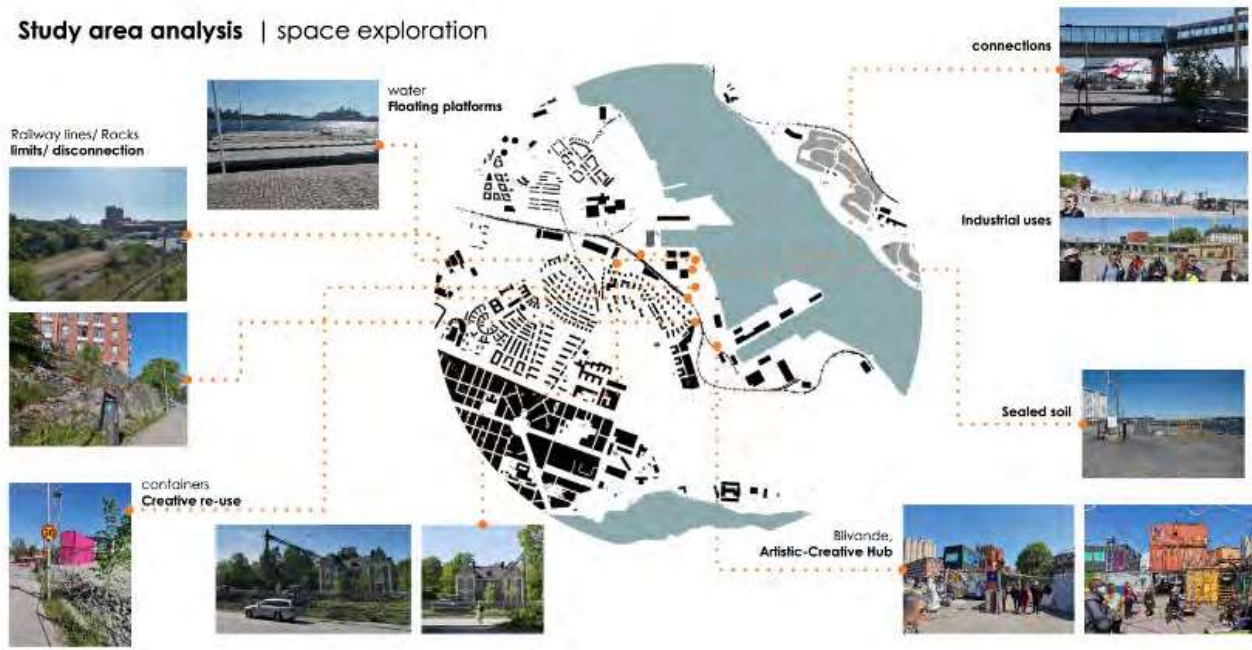 Study area analysis | space exploration
connections
water
Floating platforms
Railway lines/ Rocks
limits/ disconnection
Industrial uses
Sealed soil
containers
Creative re-use
Blivande,
Artistic-Creative Hub